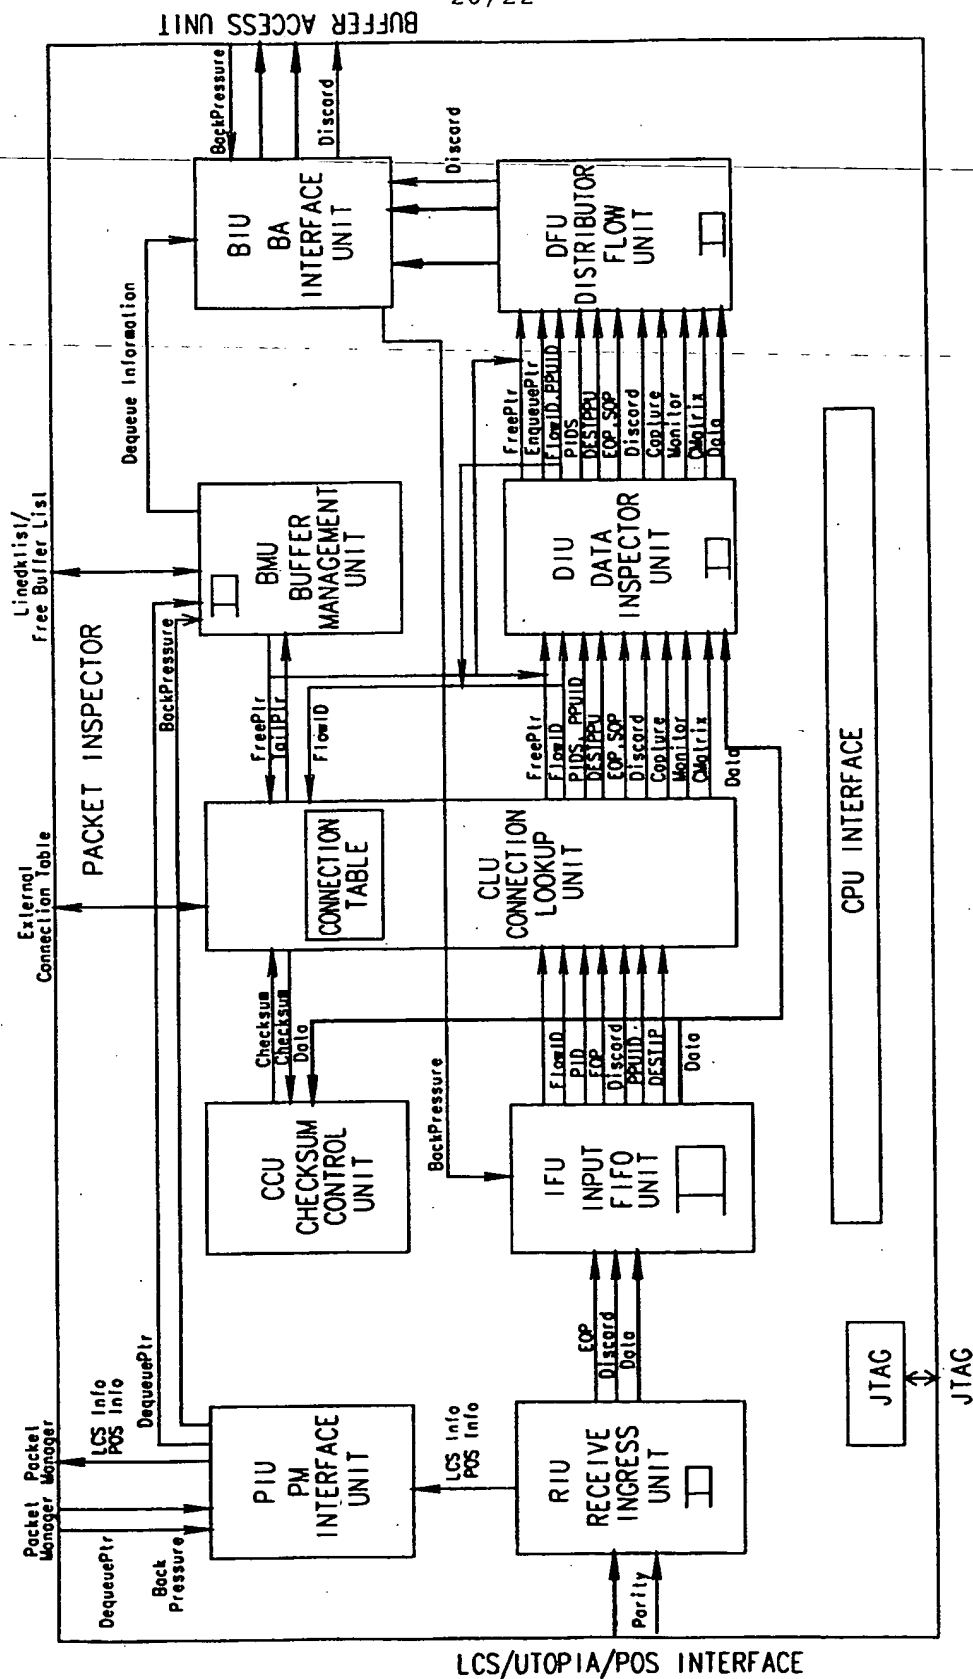 20/22
BUFFER ACCESS UNIT
BackPressure
Discard
BIU
BA
INTERFACE
UNIT
Discard
DFU
DISTRIBUTOR
FLOW
UNIT
Dequeue Information
FreePtr
EnqueuePtr
FlowID,PPUID
PIDS
DESTPPU
EOP,SOP
Discard
Capture
Monitor
CMatrix
Data
Linedklist/
Free Buffer List
BMU
BUFFER
MANAGEMENT
UNIT
DIU
DATA
INSPECTOR
UNIT
PACKET INSPECTOR
BackPressure
FreePtr
TailPtr
FlowID
FreePtr
FlowID
PIDS, PPUID
DESTPPU
EOP,SOP
Discard
Capture
Monitor
CMatrix
Data
External
Connection Table
CONNECTION
TABLE
CLU
CONNECTION
LOOKUP
UNIT
CPU INTERFACE
Checksum
Checksum
Data
BackPressure
FlowID
PID
EOP
Discard
PPUID
DESTIP
Data
CCU
CHECKSUM
CONTROL
UNIT
IFU
INPUT
FIFO
UNIT
DequeuePtr
EOP
Discard
Data
Packet
Manager
LCS Info
POS Info
PIU
PM
INTERFACE
UNIT
LCS Info
POS Info
RIU
RECEIVE
INGRESS
UNIT
JTAG
JTAG
Packet
Manager
DequeuePtr
Back
Pressure
Parity
LCS/UTOPIA/POS INTERFACE